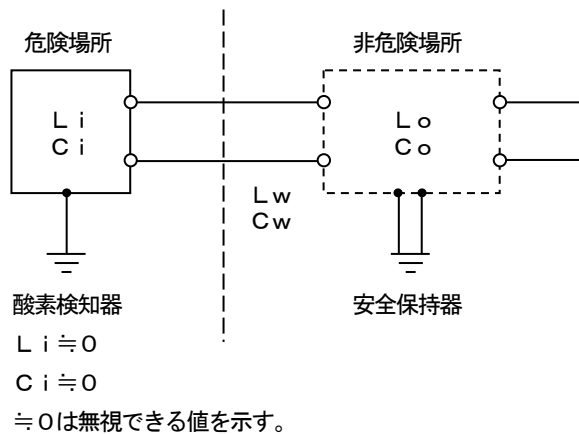 危険場所
非危険場所
Ｌｉ
Ｃｉ
Ｌｏ
Ｃｏ
Ｌｗ
Ｃｗ
酸素検知器
安全保持器
Ｌｉ≒０
Ｃｉ≒０
≒０は無視できる値を示す。